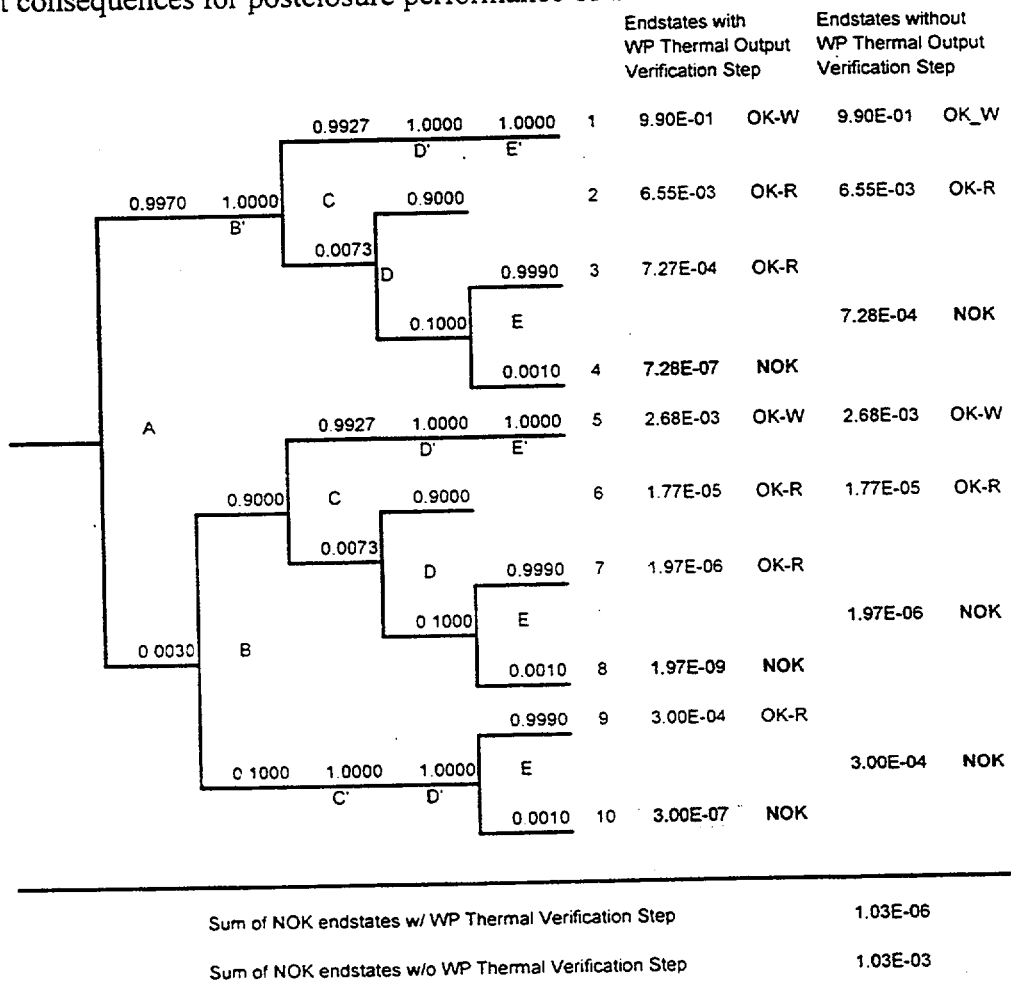 consequences for postclosure performance
Endstates with WP Thermal Output Verification Step
Endstates without WP Thermal Output Verification Step
0.9927 1.0000 1.0000 1 9.90E-01 OK-W 9.90E-01 OK_W
D' E'
0.9970 1.0000 C 0.9000 2 6.55E-03 OK-R 6.55E-03 OK-R
B'
0.0073 D 0.9990 3 7.27E-04 OK-R
0.1000 E 7.28E-04 NOK
0.0010 4 7.28E-07 NOK
A
0.9927 1.0000 1.0000 5 2.68E-03 OK-W 2.68E-03 OK-W
D' E'
0.9000 C 0.9000 6 1.77E-05 OK-R 1.77E-05 OK-R
0.0073 D 0.9990 7 1.97E-06 OK-R
0.1000 E 1.97E-06 NOK
0.0030 B 0.0010 8 1.97E-09 NOK
0.9990 9 3.00E-04 OK-R
0.1000 1.0000 1.0000 E 3.00E-04 NOK
C' D'
0.0010 10 3.00E-07 NOK
Sum of NOK endstates w/ WP Thermal Verification Step 1.03E-06
Sum of NOK endstates w/o WP Thermal Verification Step 1.03E-03